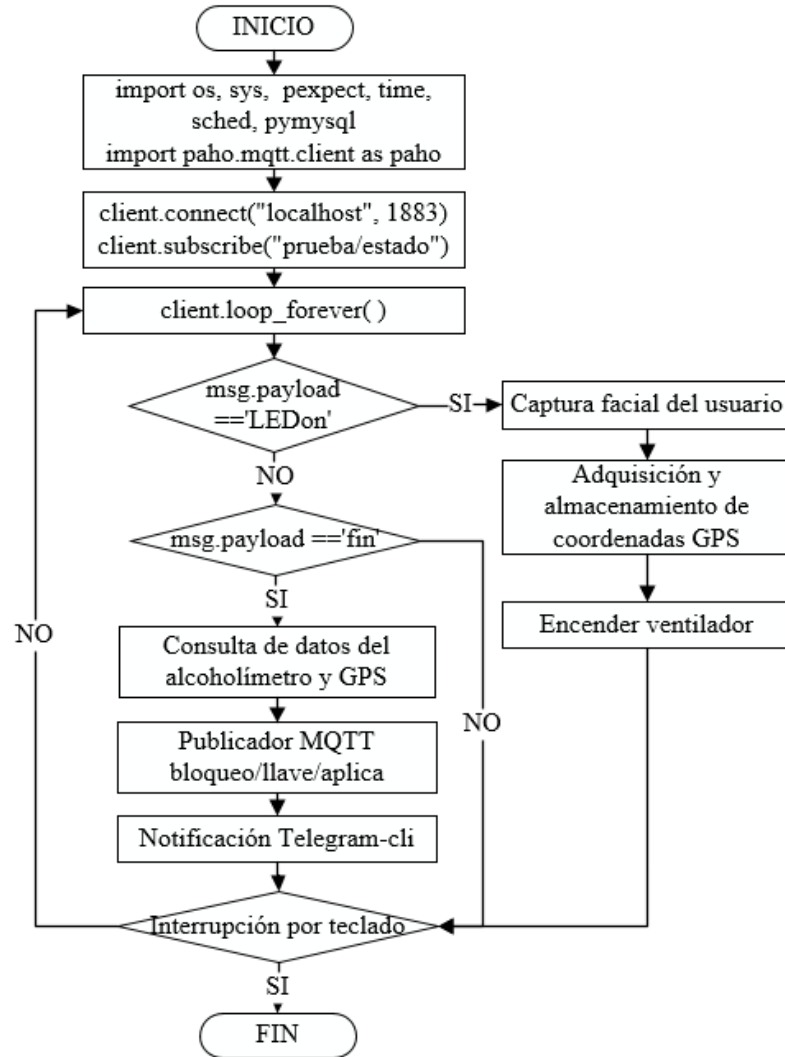 INICIO
import os, sys, pexpect, time,
sched, pymysql
import paho.mqtt.client as paho
client.connect("localhost", 1883)
client.subscribe("prueba/estado")
client.loop_forever( )
msg.payload
=='LEDon'
SI
Captura facial del usuario
NO
Adquisición y
almacenamiento de
coordenadas GPS
msg.payload =='fin'
SI
Encender ventilador
NO
Consulta de datos del
alcoholímetro y GPS
NO
Publicador MQTT
bloqueo/llave/aplica
Notificación Telegram-cli
Interrupción por teclado
SI
FIN